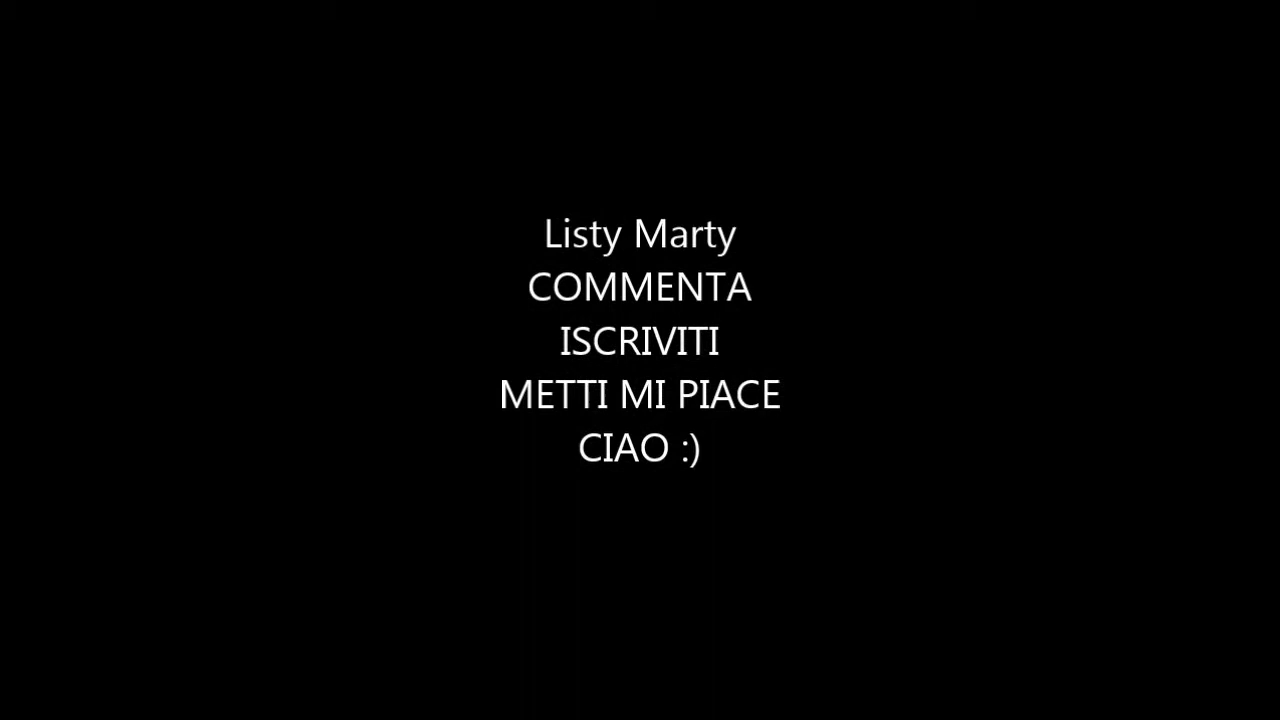 Listy Marty
COMMENTA
ISCRIVITI
METTI MI PIACE
CIAO :)